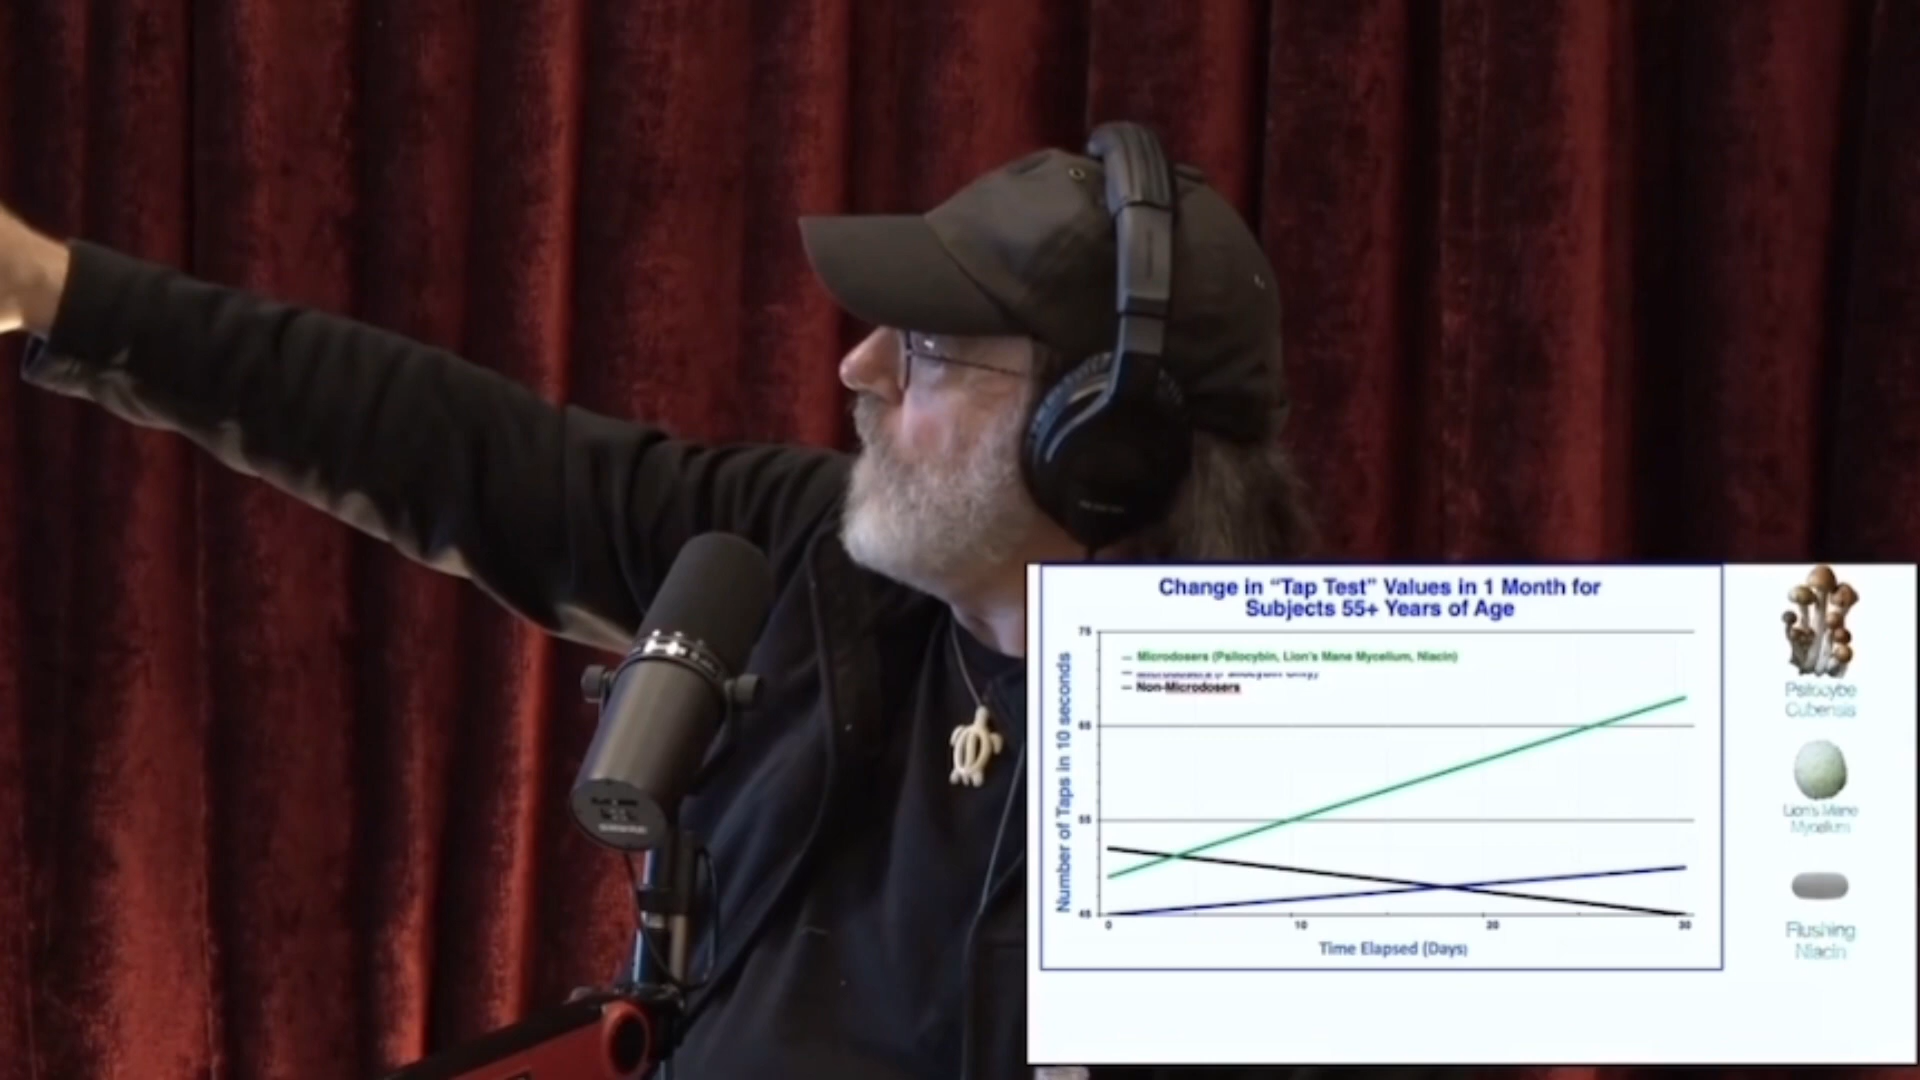 Change in “Tap Test” Values in 1 Month for
Subjects 55+ Years of Age
Number of Taps in 10 seconds
75
65
55
45
— Microdosers (Psilocybin, Lion's Mane Mycelium, Niacin)
— Non-Microdosers
0 10 20 30
Time Elapsed (Days)
Psilocybe
Cubensis
Lion's Mane
Mycelium
Flushing
Niacin